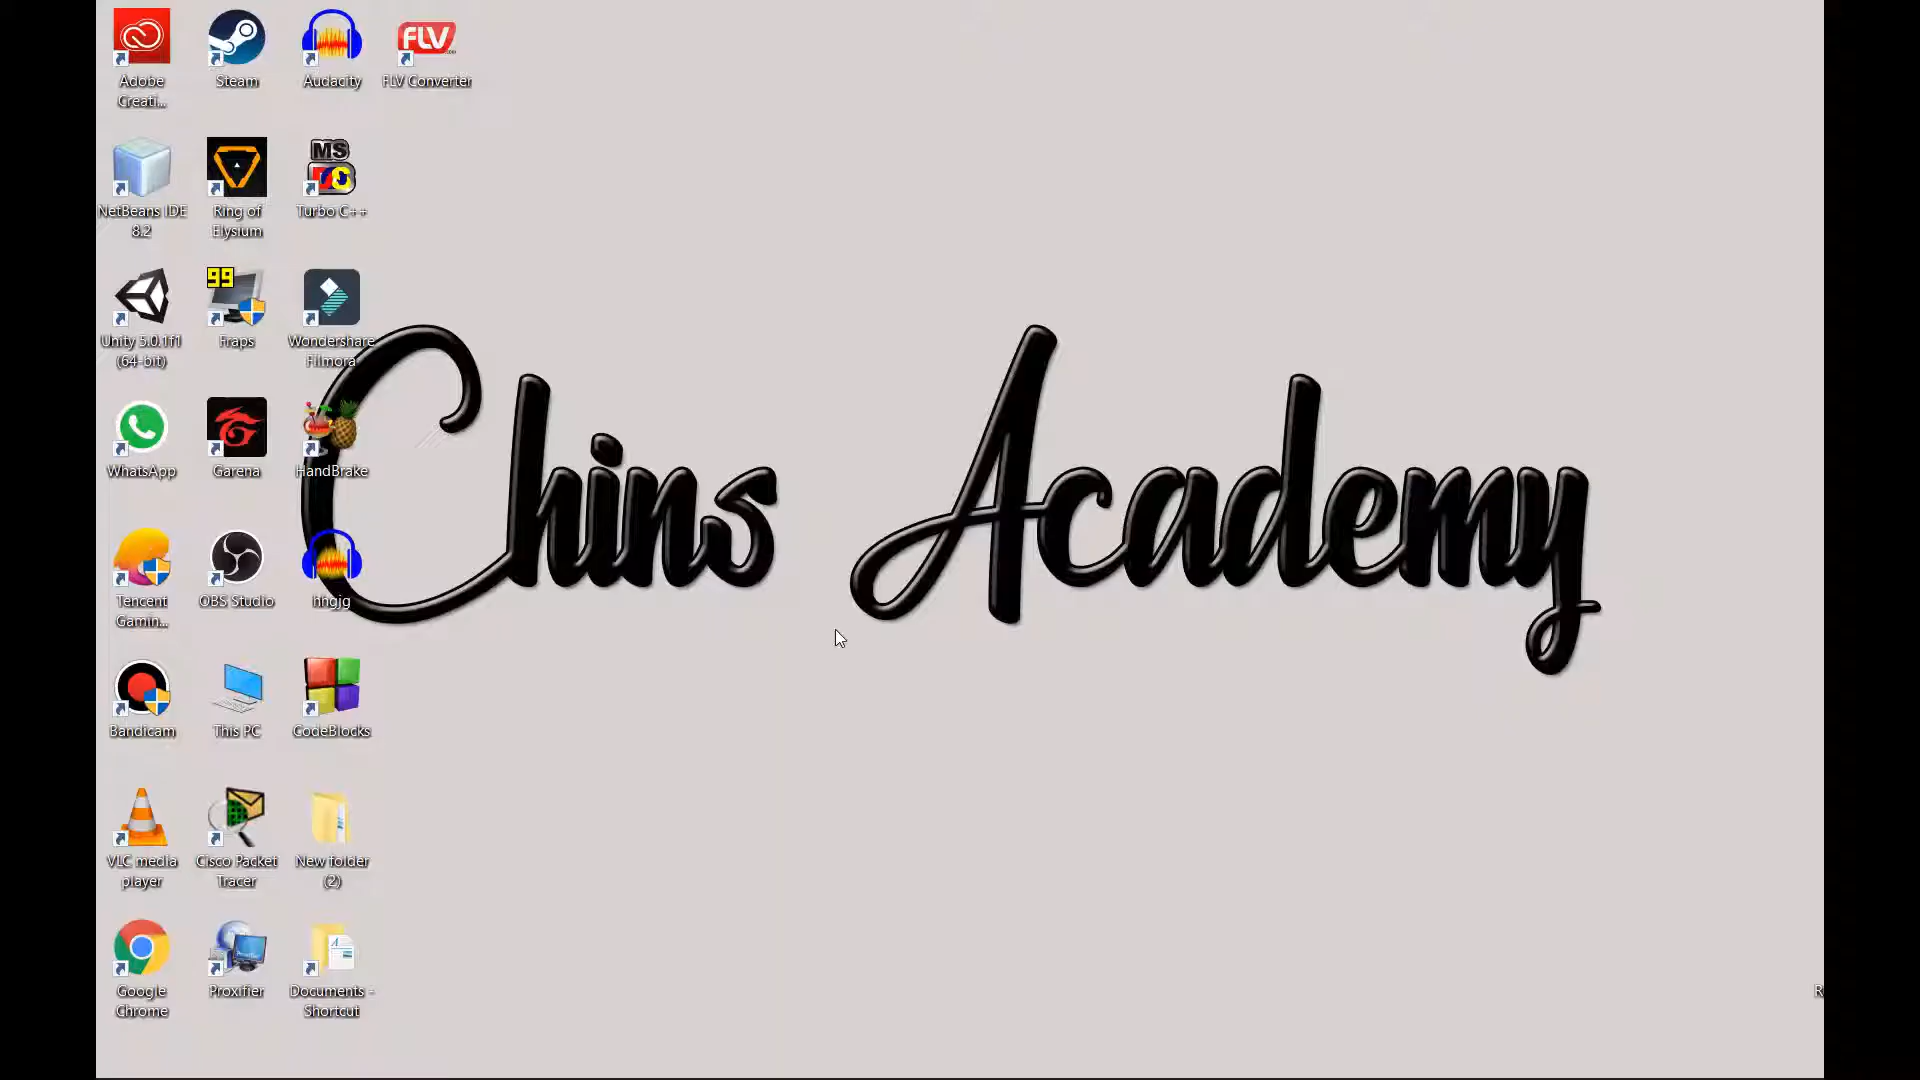 Adobe
Creati...
Steam
Audacity
FLV
FLV Converter
NetBeans IDE
8.2
Ring of
Elysium
MS
Turbo C++
Unity 5.0.1f1
(64-bit)
99
Fraps
Wondershare
Filmora
WhatsApp
Garena
HandBrake
Chins Academy
Tencent
Gamin...
OBS Studio
hhgjg
Bandicam
This PC
CodeBlocks
VLC media
player
Cisco Packet
Tracer
New folder
(2)
Google
Chrome
Proxifier
Documents -
Shortcut
R